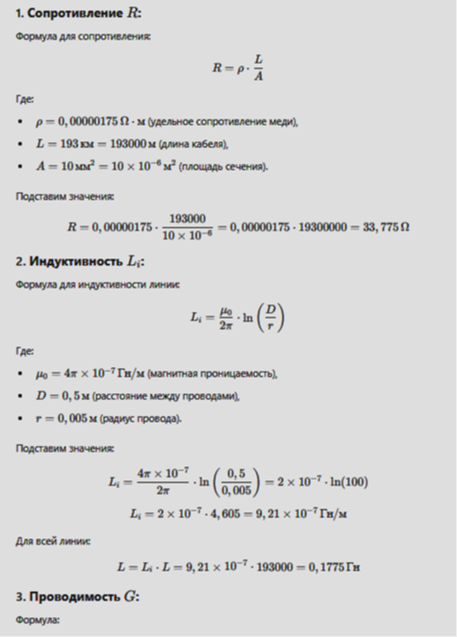 1. Сопротивление R:
Формула для сопротивления:
R = ρ · L/A
Где:
• ρ = 0,00000175 Ω · м (удельное сопротивление меди),
• L = 193 км = 193000 м (длина кабеля),
• A = 10 мм² = 10 × 10⁻⁶ м² (площадь сечения).
Подставим значения:
R = 0,00000175 · 193000/(10 × 10⁻⁶) = 0,00000175 · 19300000 = 33,775 Ω
2. Индуктивность Lᵢ:
Формула для индуктивности линии:
Lᵢ = μ₀/2π · ln(D/r)
Где:
• μ₀ = 4π × 10⁻⁷ Гн/м (магнитная проницаемость),
• D = 0,5 м (расстояние между проводами),
• r = 0,005 м (радиус провода).
Подставим значения:
Lᵢ = (4π × 10⁻⁷)/2π · ln(0,5/0,005) = 2 × 10⁻⁷ · ln(100)
Lᵢ = 2 × 10⁻⁷ · 4,605 = 9,21 × 10⁻⁷ Гн/м
Для всей линии:
L = Lᵢ · L = 9,21 × 10⁻⁷ · 193000 = 0,1775 Гн
3. Проводимость G:
Формула: